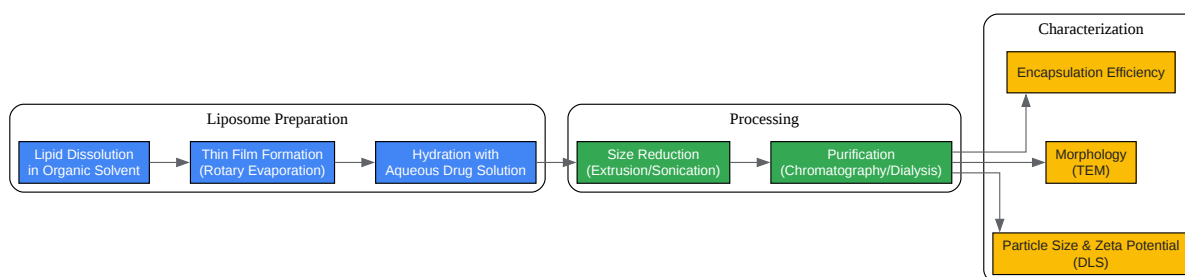 Liposome Preparation
Lipid Dissolution
in Organic Solvent
Thin Film Formation
(Rotary Evaporation)
Hydration with
Aqueous Drug Solution
Processing
Size Reduction
(Extrusion/Sonication)
Purification
(Chromatography/Dialysis)
Characterization
Encapsulation Efficiency
Morphology
(TEM)
Particle Size & Zeta Potential
(DLS)